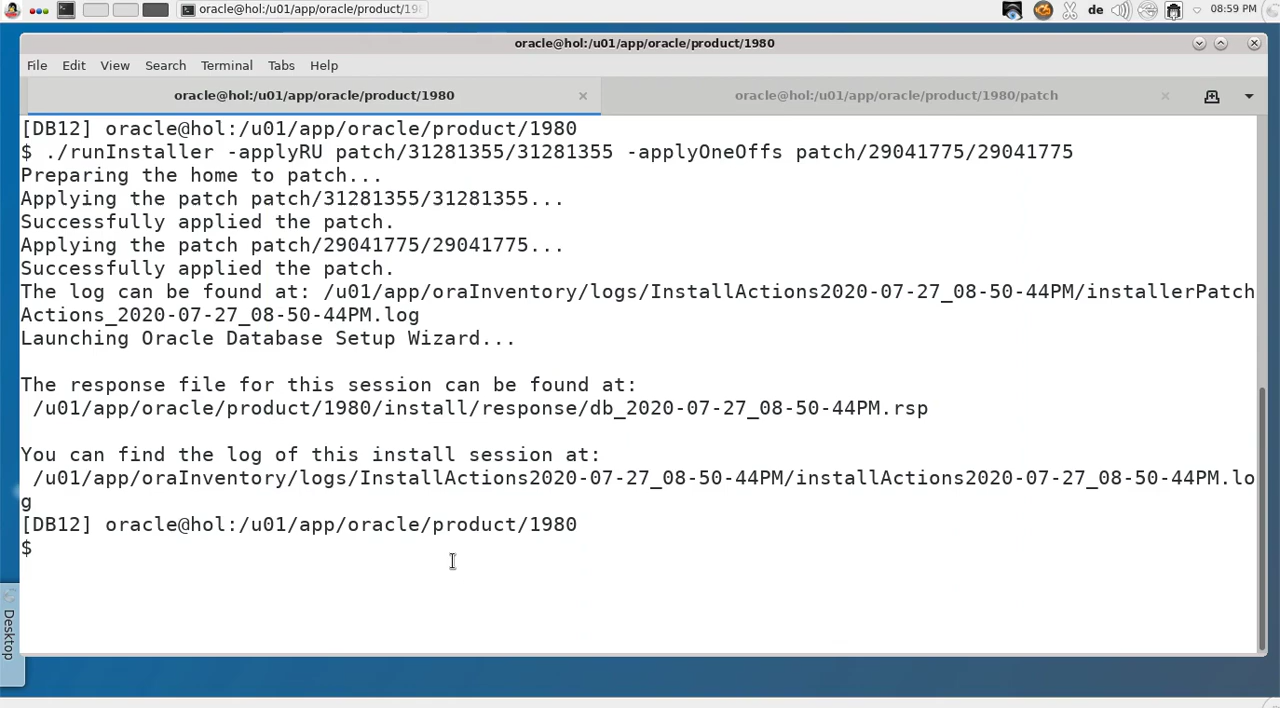 oracle@hol:/u01/app/oracle/product/19
de
08:59 PM
oracle@hol:/u01/app/oracle/product/1980
File Edit View Search Terminal Tabs Help
oracle@hol:/u01/app/oracle/product/1980
oracle@hol:/u01/app/oracle/product/1980/patch
[DB12] oracle@hol:/u01/app/oracle/product/1980
$ ./runInstaller -applyRU patch/31281355/31281355 -applyOneOffs patch/29041775/29041775
Preparing the home to patch...
Applying the patch patch/31281355/31281355...
Successfully applied the patch.
Applying the patch patch/29041775/29041775...
Successfully applied the patch.
The log can be found at: /u01/app/oraInventory/logs/InstallActions2020-07-27_08-50-44PM/installerPatch
Actions_2020-07-27_08-50-44PM.log
Launching Oracle Database Setup Wizard...
The response file for this session can be found at:
/u01/app/oracle/product/1980/install/response/db_2020-07-27_08-50-44PM.rsp
You can find the log of this install session at:
/u01/app/oraInventory/logs/InstallActions2020-07-27_08-50-44PM/installActions2020-07-27_08-50-44PM.lo
g
[DB12] oracle@hol:/u01/app/oracle/product/1980
$
Desktop